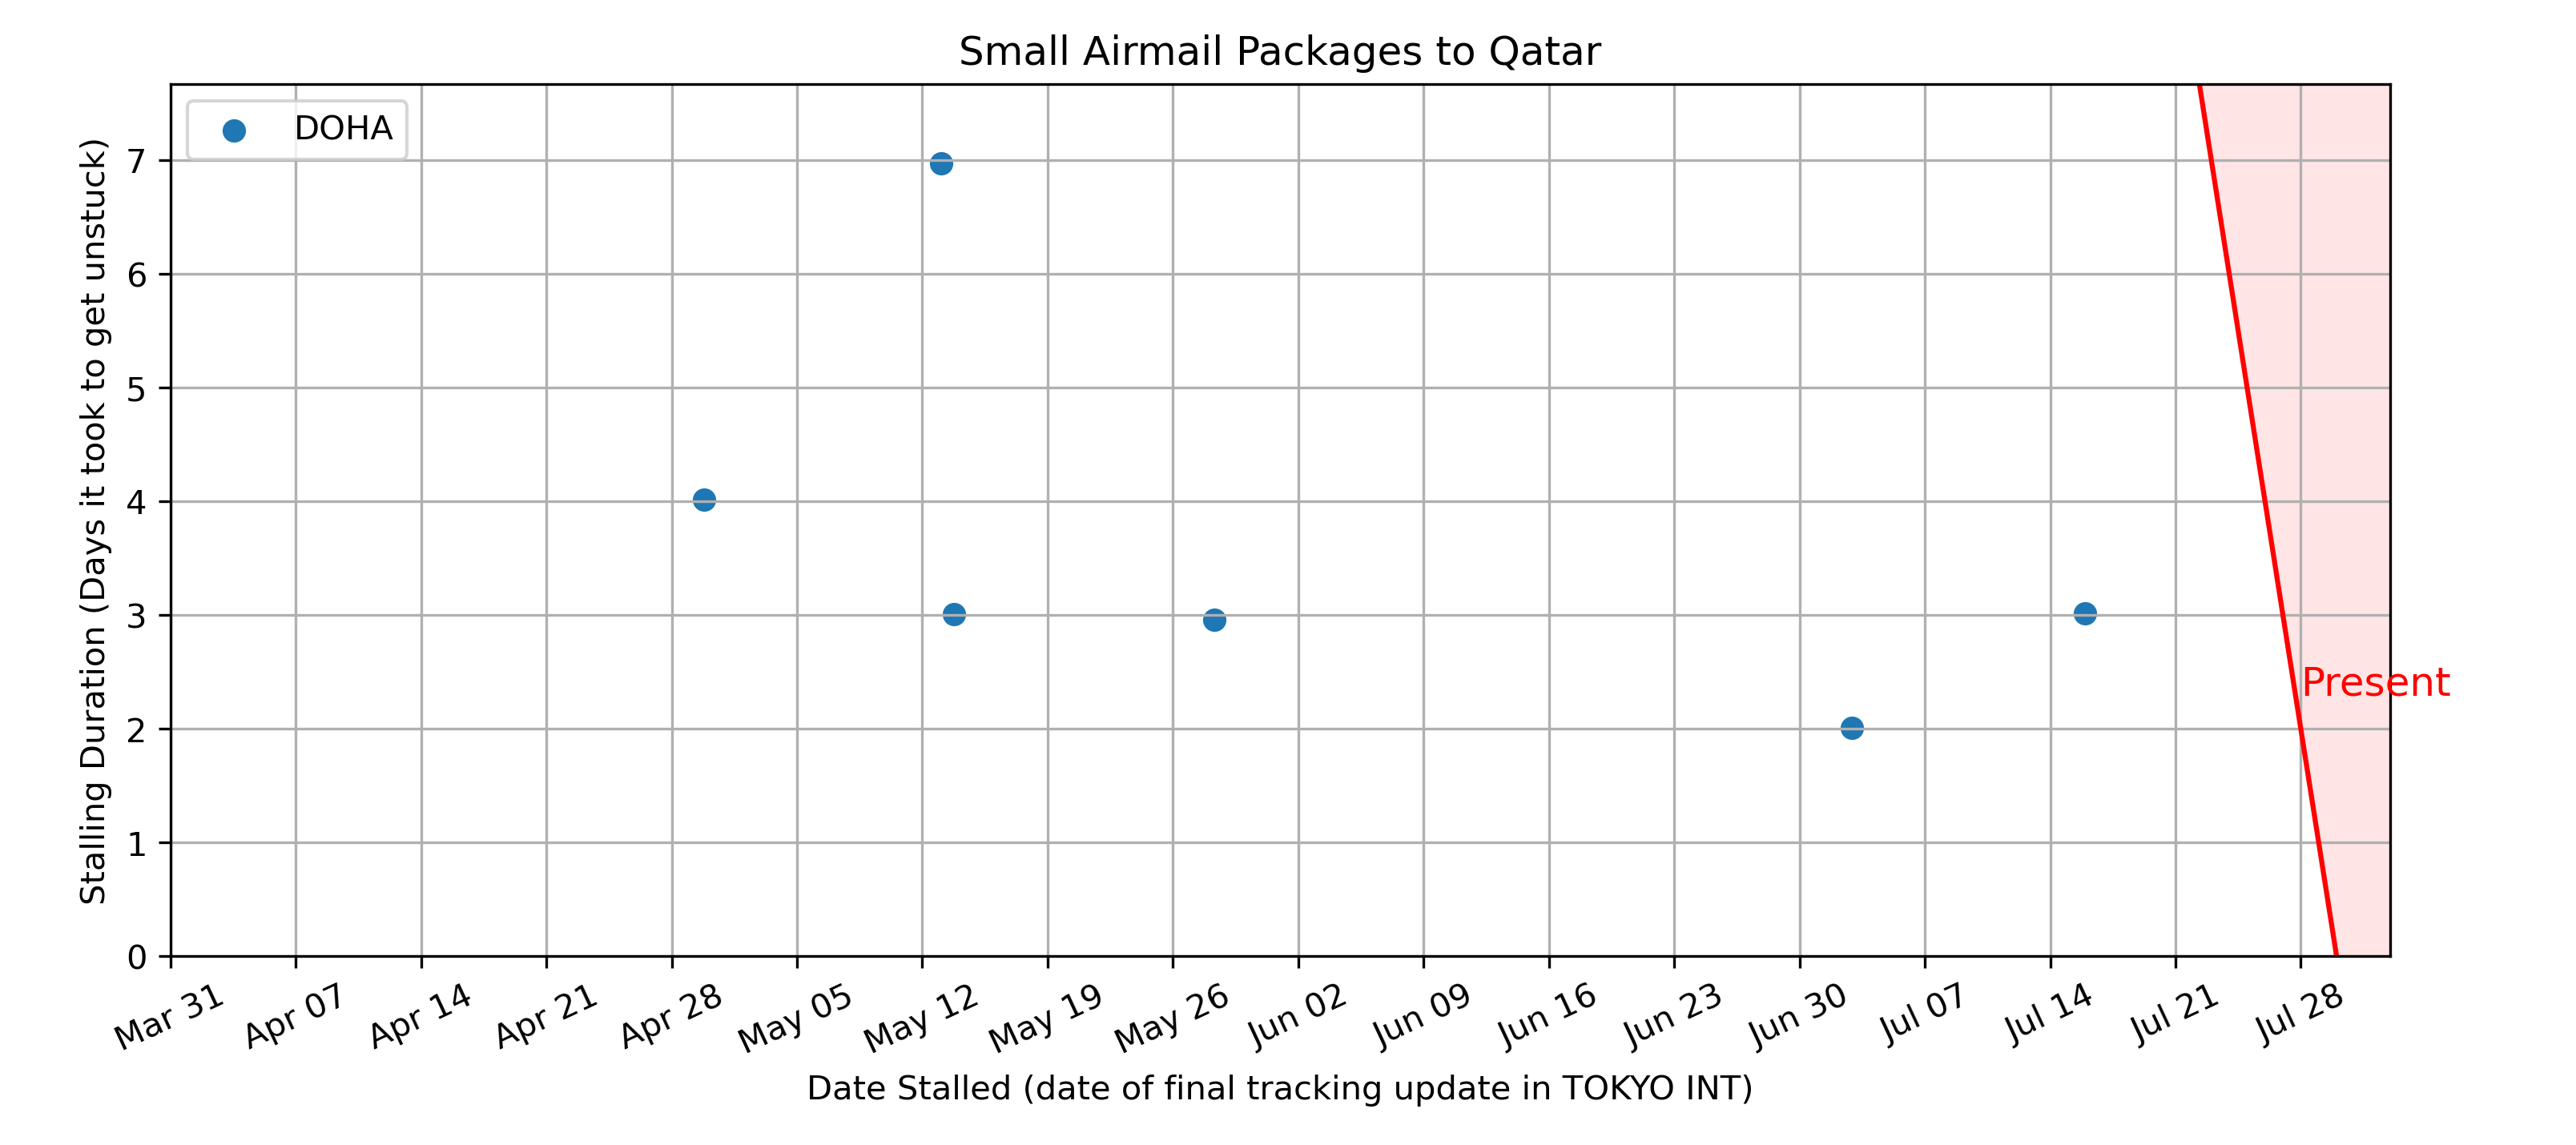 Small Airmail Packages to Qatar
DOHA
Stalling Duration (Days it took to get unstuck)
7
6
5
4
3
2
1
0
Present
Mar 31
Apr 07
Apr 14
Apr 21
Apr 28
May 05
May 12
May 19
May 26
Jun 02
Jun 09
Jun 16
Jun 23
Jun 30
Jul 07
Jul 14
Jul 21
Jul 28
Date Stalled (date of final tracking update in TOKYO INT)